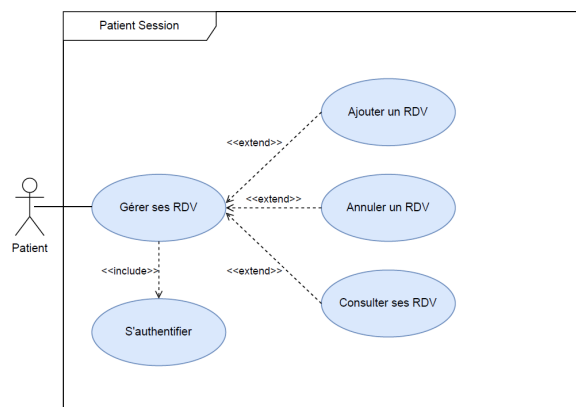 Patient Session
Ajouter un RDV
<<extend>>
Gérer ses RDV
<<extend>>
Annuler un RDV
Patient
<<include>>
<<extend>>
Consulter ses RDV
S'authentifier